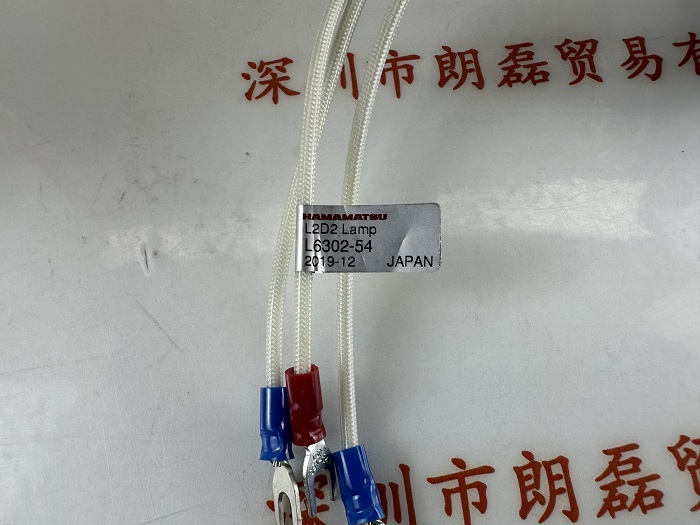 深圳市朗磊贸易有
HAMAMATSU
L2D2 Lamp
L6302-54
2019-12 JAPAN
深圳市朗磊贸